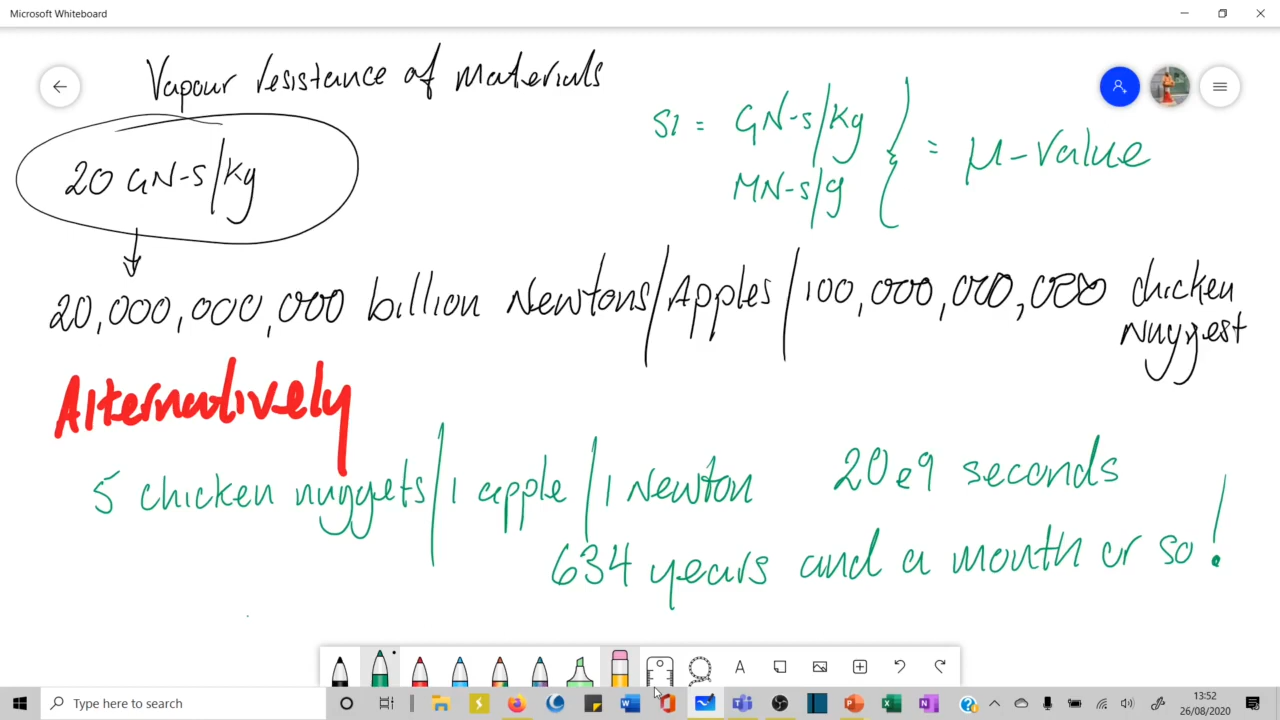 Microsoft Whiteboard
Vapour resistance of materials
20 GN-s/kg
SI = GN-s/kg
MN-s/g
= μ-value
20,000,000,000 billion Newtons/Apples/100,000,000,000 chicken
nuggest
Alternatively
5 chicken nuggets/1 apple/1 Newton 20e9 seconds
634 years and a month or so!
Type here to search
13:52
26/08/2020